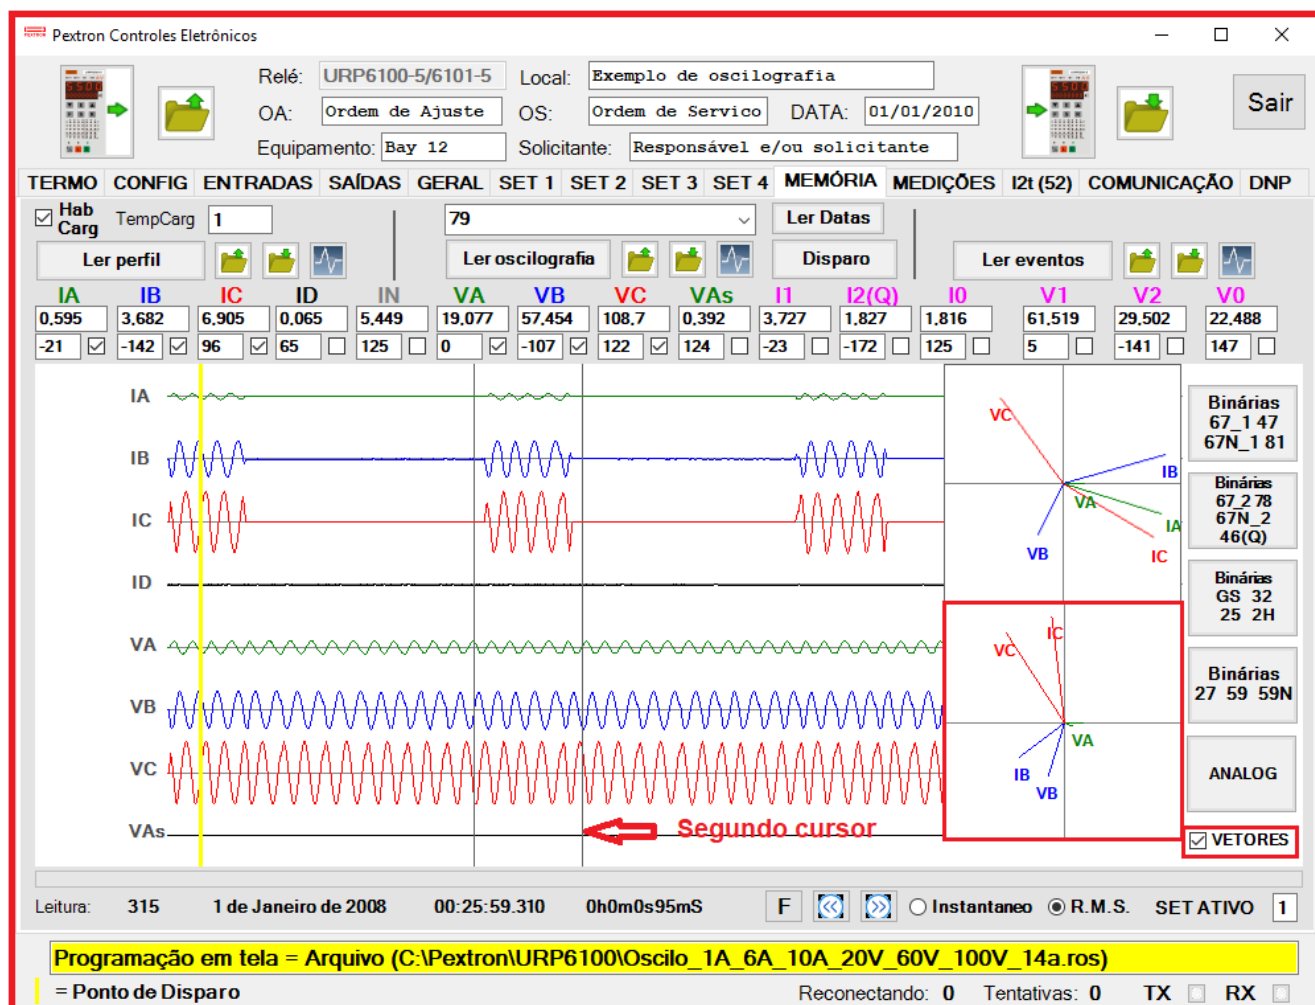 Pextron Controles Eletrônicos
Relé: URP6100-5/6101-5 Local: Exemplo de oscilografia
OA: Ordem de Ajuste OS: Ordem de Servico DATA: 01/01/2010
Equipamento: Bay 12 Solicitante: Responsável e/ou solicitante
Sair
TERMO CONFIG ENTRADAS SAÍDAS GERAL SET 1 SET 2 SET 3 SET 4 MEMÓRIA MEDIÇÕES I2t (52) COMUNICAÇÃO DNP
Hab Carg TempCarg 1 79 Ler Datas
Ler perfil Ler oscilografia Disparo Ler eventos
IA IB IC ID IN VA VB VC VAs I1 I2(Q) I0 V1 V2 V0
0,595 3,682 6,905 0,065 5,449 19,077 57,454 108,7 0,392 3,727 1,827 1,816 61,519 29,502 22,488
-21 -142 96 65 125 0 -107 122 124 -23 -172 125 5 -141 147
IA
IB
IC
ID
VA
VB
VC
VAs
Segundo cursor
VC
IB
VA
IA
VB
IC
IC
VC
VA
IB
VB
Binárias
67_1 47
67N_1 81
Binárias
67_2 78
67N_2
46(Q)
Binárias
GS 32
25 2H
Binárias
27 59 59N
ANALOG
VETORES
Leitura: 315 1 de Janeiro de 2008 00:25:59.310 0h0m0s95mS F Instantaneo R.M.S. SET ATIVO 1
Programação em tela = Arquivo (C:\Pextron\URP6100\Oscilo_1A_6A_10A_20V_60V_100V_14a.ros)
= Ponto de Disparo Reconectando: 0 Tentativas: 0 TX RX